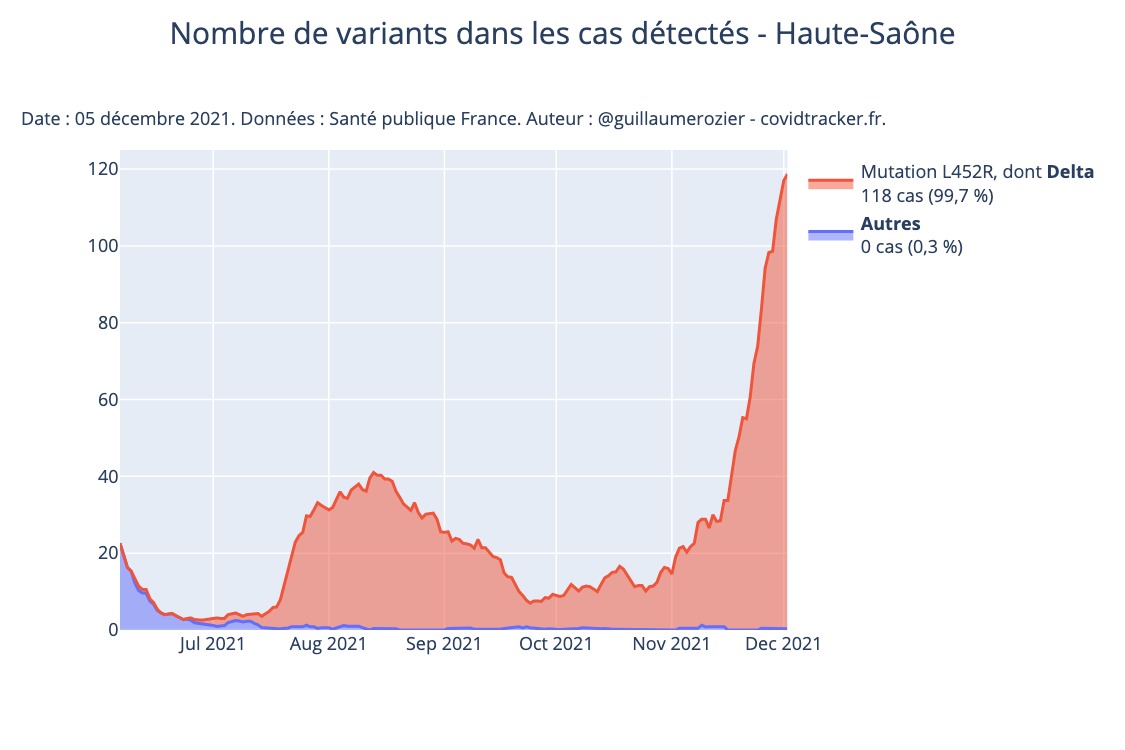 Nombre de variants dans les cas détectés - Haute-Saône
Date : 05 décembre 2021. Données : Santé publique France. Auteur : @guillaumerozier - covidtracker.fr.
Mutation L452R, dont Delta
118 cas (99,7 %)
Autres
0 cas (0,3 %)
120
100
80
60
40
20
0
Jul 2021 Aug 2021 Sep 2021 Oct 2021 Nov 2021 Dec 2021